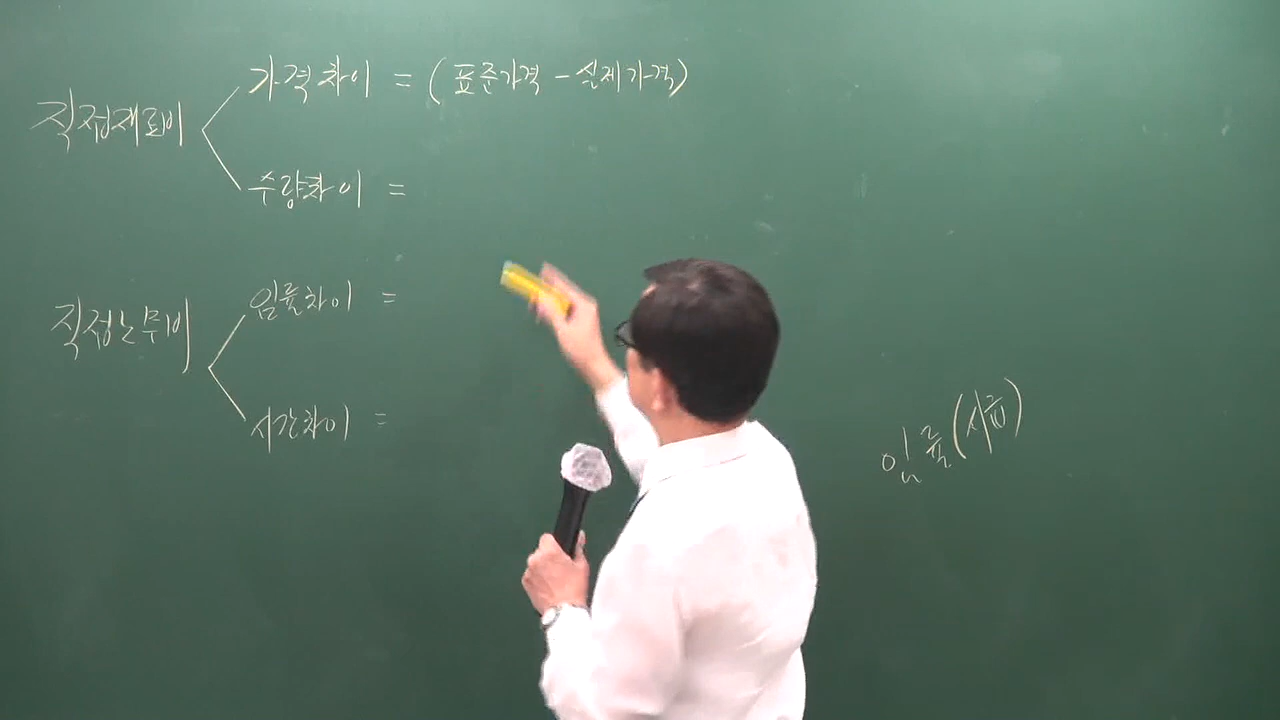 직접재료비
가격차이 = (표준가격 - 실제가격)
수량차이 =
직접노무비
임률차이 =
시간차이 =
임률(시급)